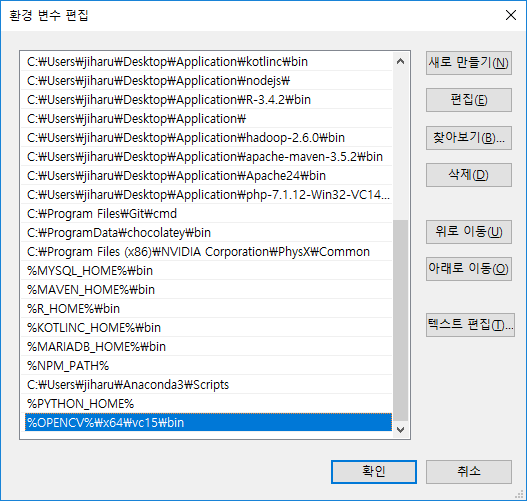 환경 변수 편집
C:₩Users₩jiharu₩Desktop₩Application₩kotlinc₩bin
C:₩Users₩jiharu₩Desktop₩Application₩nodejs₩
C:₩Users₩jiharu₩Desktop₩Application₩R-3.4.2₩bin
C:₩Users₩jiharu₩Desktop₩Application₩
C:₩Users₩jiharu₩Desktop₩Application₩hadoop-2.6.0₩bin
C:₩Users₩jiharu₩Desktop₩Application₩apache-maven-3.5.2₩bin
C:₩Users₩jiharu₩Desktop₩Application₩Apache24₩bin
C:₩Users₩jiharu₩Desktop₩Application₩php-7.1.12-Win32-VC14...
C:₩Program Files₩Git₩cmd
C:₩ProgramData₩chocolatey₩bin
C:₩Program Files (x86)₩NVIDIA Corporation₩PhysX₩Common
%MYSQL_HOME%₩bin
%MAVEN_HOME%₩bin
%R_HOME%₩bin
%KOTLINC_HOME%₩bin
%MARIADB_HOME%₩bin
%NPM_PATH%
C:₩Users₩jiharu₩Anaconda3₩Scripts
%PYTHON_HOME%
%OPENCV%₩x64₩vc15₩bin
새로 만들기(N)
편집(E)
찾아보기(B)...
삭제(D)
위로 이동(U)
아래로 이동(O)
텍스트 편집(T)...
확인
취소